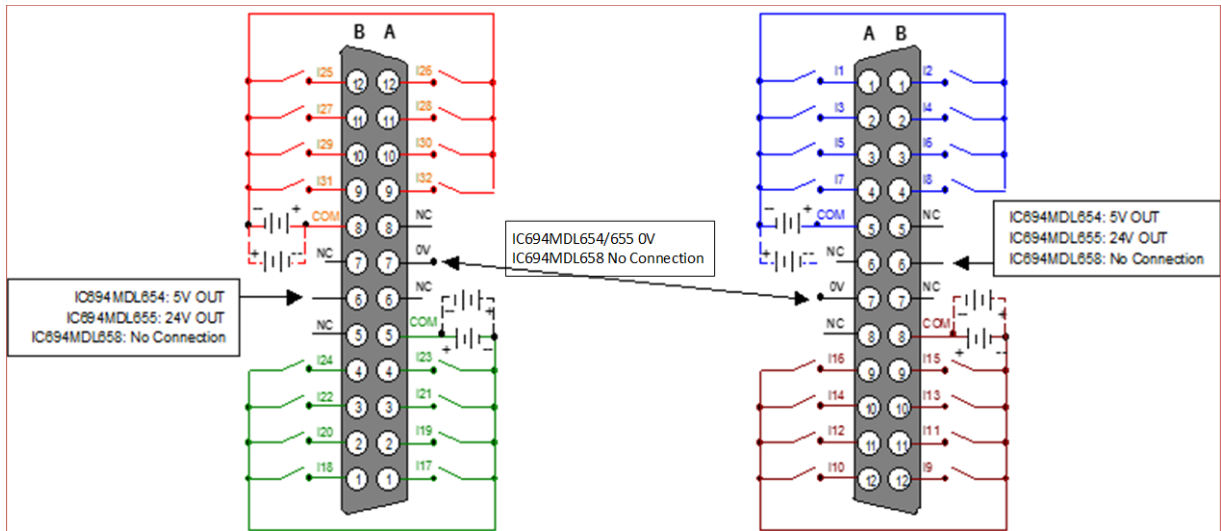 B A
I25 12 12 I26
I27 11 11 I28
I29 10 10 I30
I31 9 9 I32
− + COM 8 8 NC
+ -- NC 7 7 0V
6 6 NC
IC694MDL654: 5V OUT
IC694MDL655: 24V OUT
IC694MDL658: No Connection
NC 5 5 COM − +
+ −
I24 4 4 I23
I22 3 3 I21
I20 2 2 I19
I18 1 1 I17
IC694MDL654/655 0V
IC694MDL658 No Connection
A B
I1 1 1 I2
I3 2 2 I4
I5 3 3 I6
I7 4 4 I8
− + COM 5 5 NC
+ -- NC 6 6
IC694MDL654: 5V OUT
IC694MDL655: 24V OUT
IC694MDL658: No Connection
0V 7 7 NC
NC 8 8 COM − +
+ −
I16 9 9 I15
I14 10 10 I13
I12 11 11 I11
I10 12 12 I9